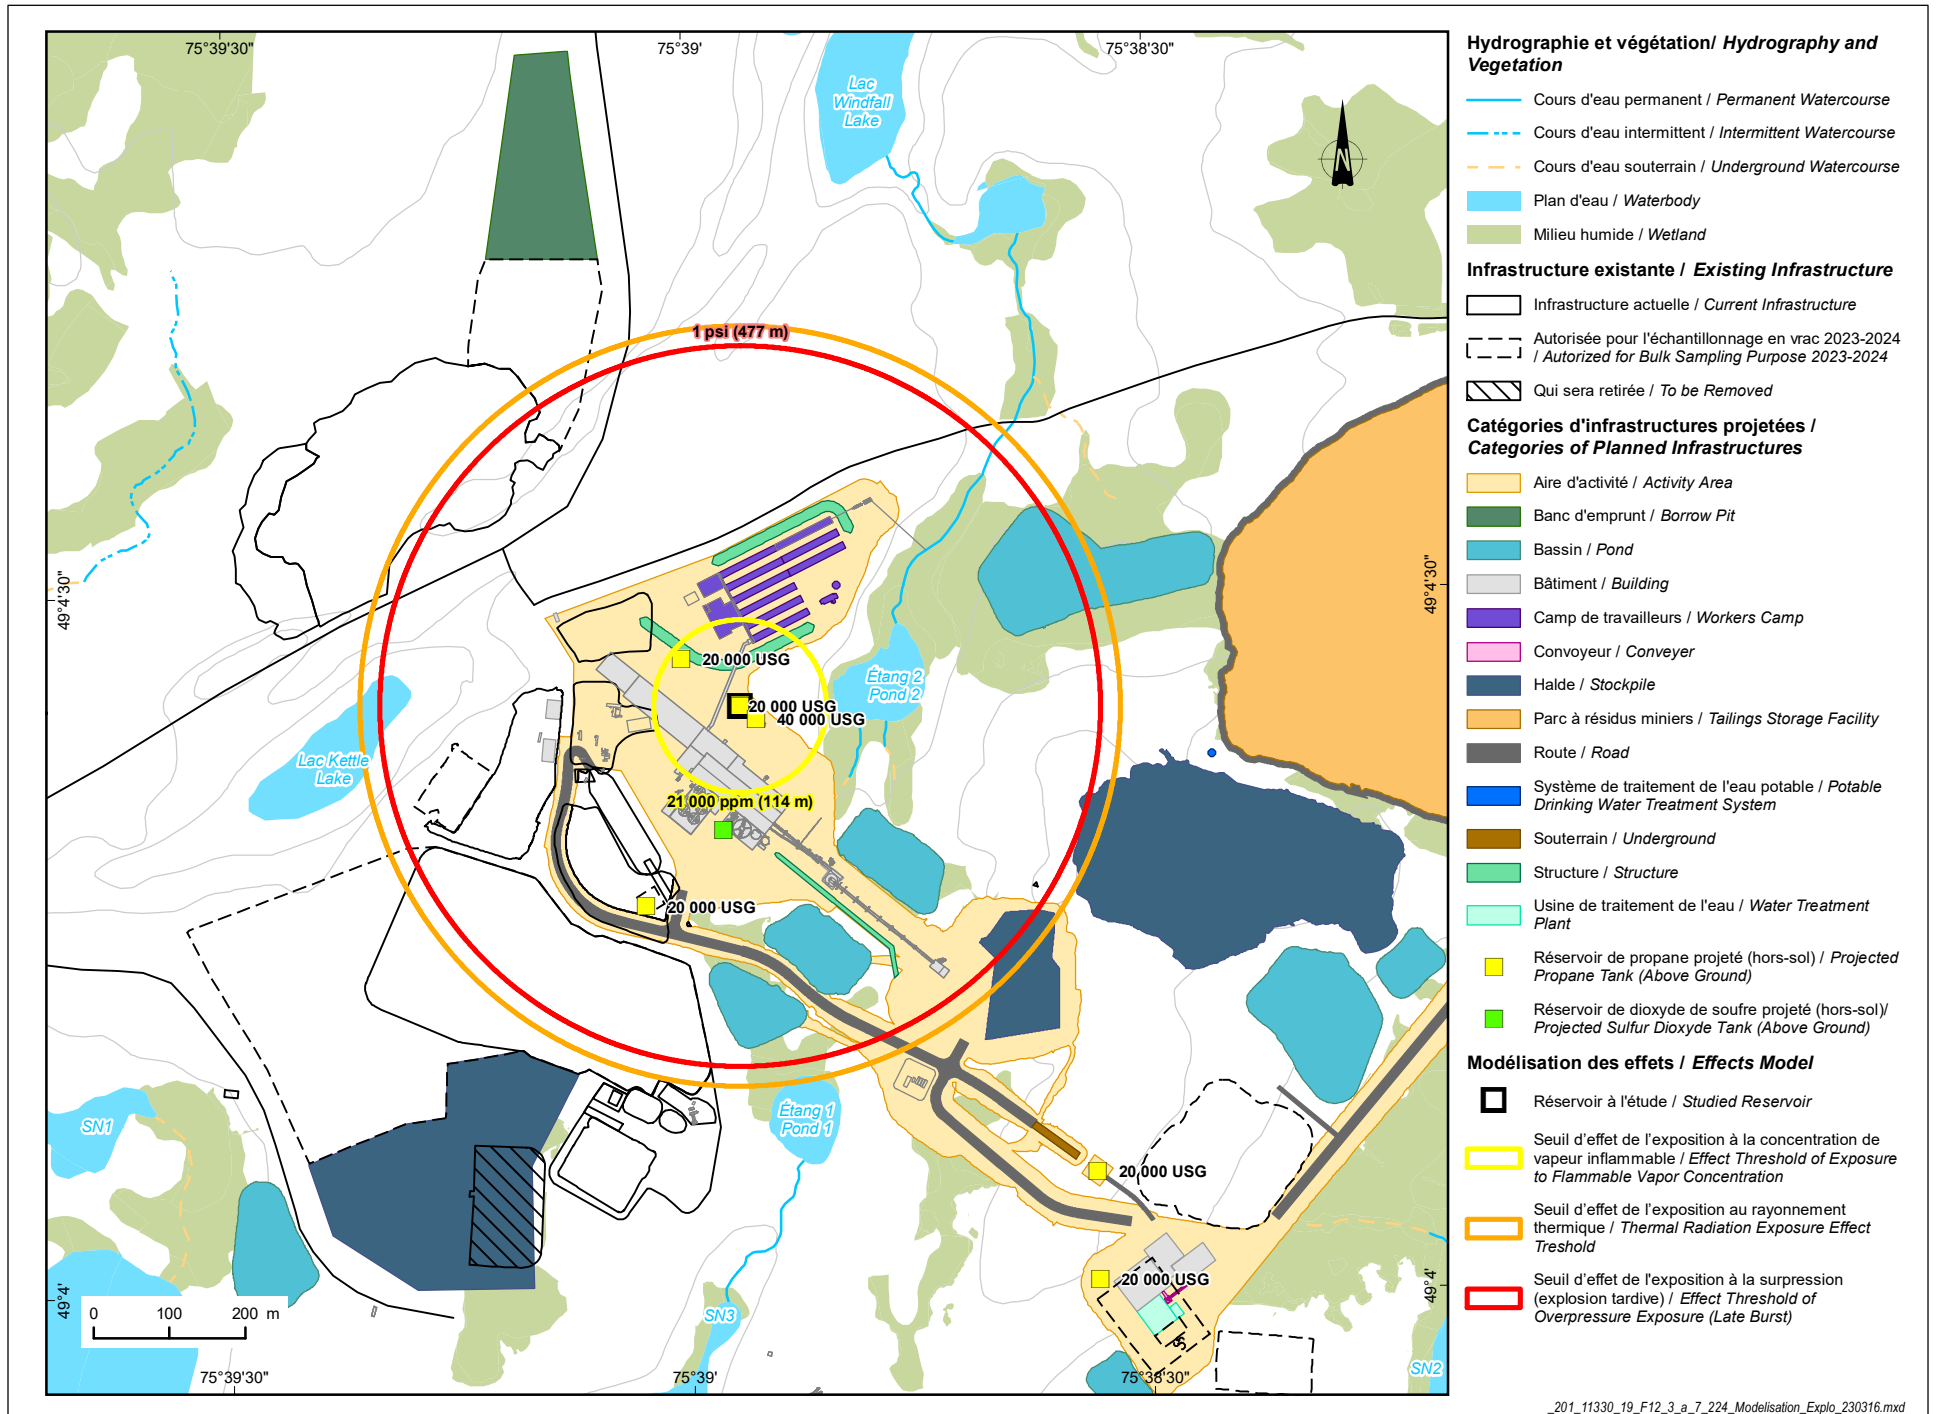 75°39'30"
75°39'
75°38'30"
Lac
Windfall
Lake
1 psi (477 m)
49°4'30"
49°4'30"
20 000 USG
20 000 USG
40 000 USG
Étang 2
Pond 2
Lac Kettle
Lake
21 000 ppm (114 m)
20 000 USG
Étang 1
Pond 1
SN1
20 000 USG
20 000 USG
49°4'
49°4'
SN3
SN2
0 100 200 m
75°39'30"
75°39'
75°38'30"
Hydrographie et végétation/ Hydrography and
Vegetation
Cours d'eau permanent / Permanent Watercourse
Cours d'eau intermittent / Intermittent Watercourse
Cours d'eau souterrain / Underground Watercourse
Plan d'eau / Waterbody
Milieu humide / Wetland
Infrastructure existante / Existing Infrastructure
Infrastructure actuelle / Current Infrastructure
Autorisée pour l'échantillonnage en vrac 2023-2024
/ Autorized for Bulk Sampling Purpose 2023-2024
Qui sera retirée / To be Removed
Catégories d'infrastructures projetées /
Categories of Planned Infrastructures
Aire d'activité / Activity Area
Banc d'emprunt / Borrow Pit
Bassin / Pond
Bâtiment / Building
Camp de travailleurs / Workers Camp
Convoyeur / Conveyer
Halde / Stockpile
Parc à résidus miniers / Tailings Storage Facility
Route / Road
Système de traitement de l'eau potable / Potable
Drinking Water Treatment System
Souterrain / Underground
Structure / Structure
Usine de traitement de l'eau / Water Treatment
Plant
Réservoir de propane projeté (hors-sol) / Projected
Propane Tank (Above Ground)
Réservoir de dioxyde de soufre projeté (hors-sol)/
Projected Sulfur Dioxyde Tank (Above Ground)
Modélisation des effets / Effects Model
Réservoir à l'étude / Studied Reservoir
Seuil d'effet de l'exposition à la concentration de
vapeur inflammable / Effect Threshold of Exposure
to Flammable Vapor Concentration
Seuil d'effet de l'exposition au rayonnement
thermique / Thermal Radiation Exposure Effect
Treshold
Seuil d'effet de l'exposition à la surpression
(explosion tardive) / Effect Threshold of
Overpressure Exposure (Late Burst)
N
_201_11330_19_F12_3_a_7_224_Modelisation_Explo_230316.mxd